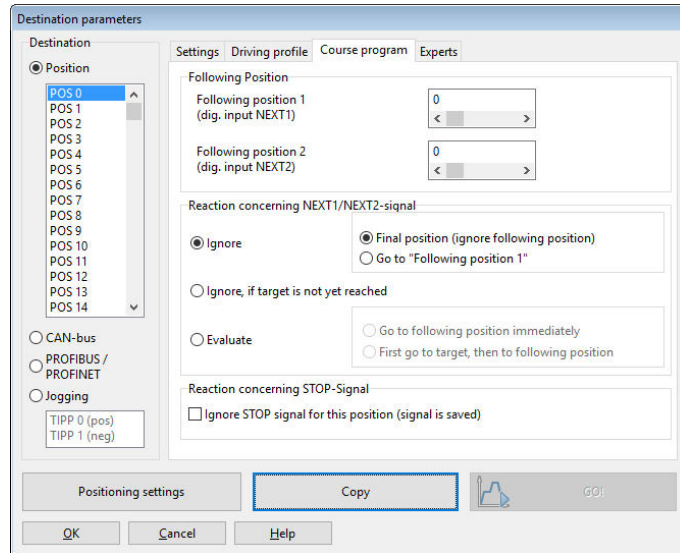 Destination parameters
Destination
Position
POS 0
POS 1
POS 2
POS 3
POS 4
POS 5
POS 6
POS 7
POS 8
POS 9
POS 10
POS 11
POS 12
POS 13
POS 14
CAN-bus
PROFIBUS /
PROFINET
Jogging
TIPP 0 (pos)
TIPP 1 (neg)
Settings Driving profile Course program Experts
Following Position
Following position 1
(dig. input NEXT1)
0
Following position 2
(dig. input NEXT2)
0
Reaction concerning NEXT1/NEXT2-signal
Ignore
Final position (ignore following position)
Go to "Following position 1"
Ignore, if target is not yet reached
Evaluate
Go to following position immediately
First go to target, then to following position
Reaction concerning STOP-Signal
Ignore STOP signal for this position (signal is saved)
Positioning settings Copy GO!
OK Cancel Help